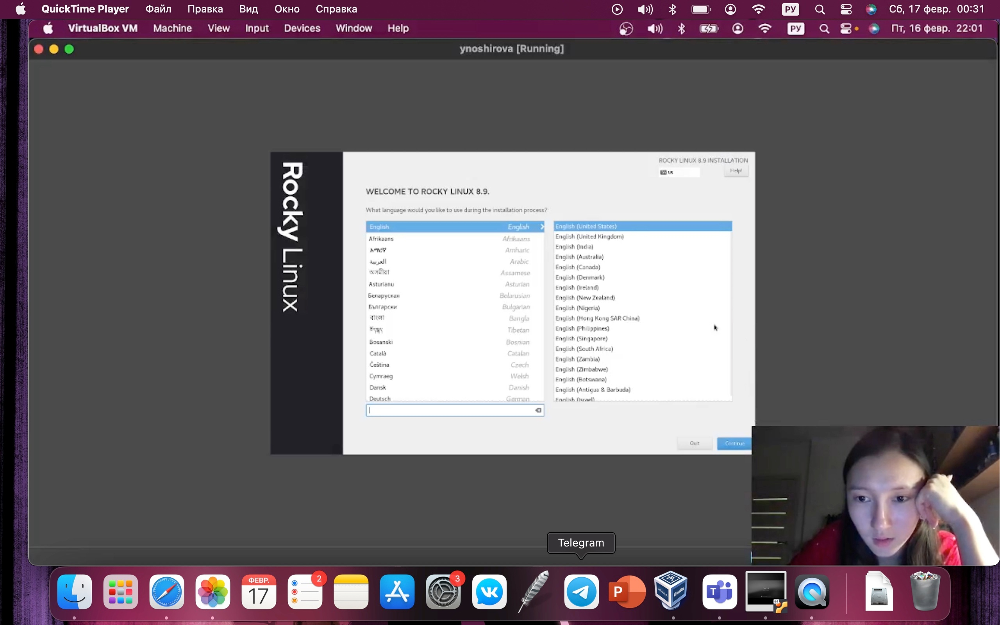 QuickTime Player Файл Правка Вид Окно Справка РУ Сб, 17 февр. 00:31
VirtualBox VM Machine View Input Devices Window Help РУ Пт, 16 февр. 22:01
ynoshirova [Running]
Rocky Linux
ROCKY LINUX 8.9 INSTALLATION
us Help!
WELCOME TO ROCKY LINUX 8.9.
What language would you like to use during the installation process?
English English
Afrikaans Afrikaans
አማርኛ Amharic
العربية Arabic
অসমীয়া Assamese
Asturianu Asturian
Беларуская Belarusian
Български Bulgarian
বাংলা Bangla
Tibetan
Bosanski Bosnian
Català Catalan
Čeština Czech
Cymraeg Welsh
Dansk Danish
Deutsch German
English (United States)
English (United Kingdom)
English (India)
English (Australia)
English (Canada)
English (Denmark)
English (Ireland)
English (New Zealand)
English (Nigeria)
English (Hong Kong SAR China)
English (Philippines)
English (Singapore)
English (South Africa)
English (Zambia)
English (Zimbabwe)
English (Botswana)
English (Antigua & Barbuda)
English (Israel)
Quit Continue
Telegram
ФЕВР.
17
2
3